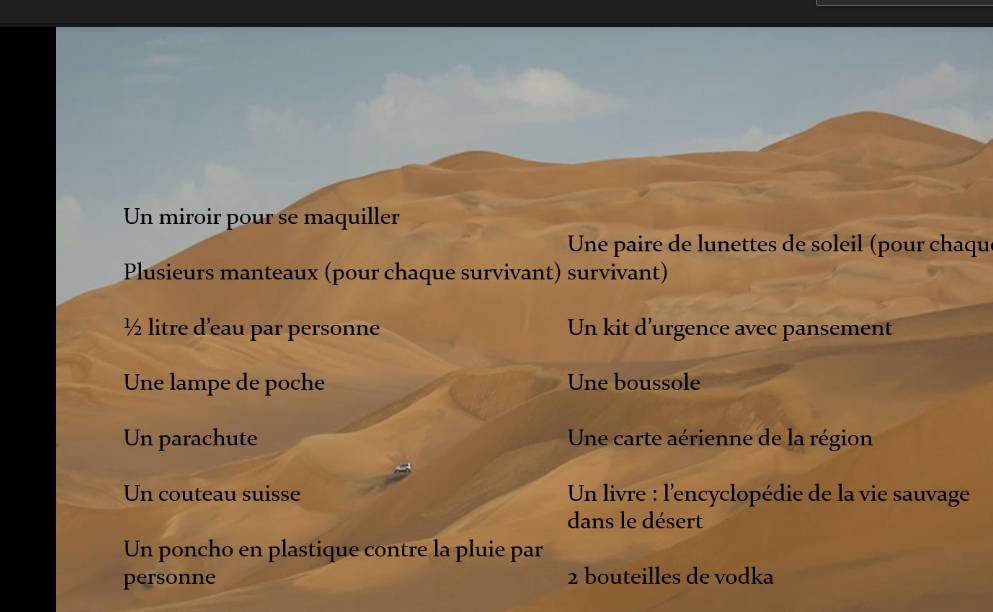 Un miroir pour se maquiller
Plusieurs manteaux (pour chaque survivant)
½ litre d’eau par personne
Une lampe de poche
Un parachute
Un couteau suisse
Un poncho en plastique contre la pluie par
personne
Une paire de lunettes de soleil (pour chaque
survivant)
Un kit d’urgence avec pansement
Une boussole
Une carte aérienne de la région
Un livre : l’encyclopédie de la vie sauvage
dans le désert
2 bouteilles de vodka